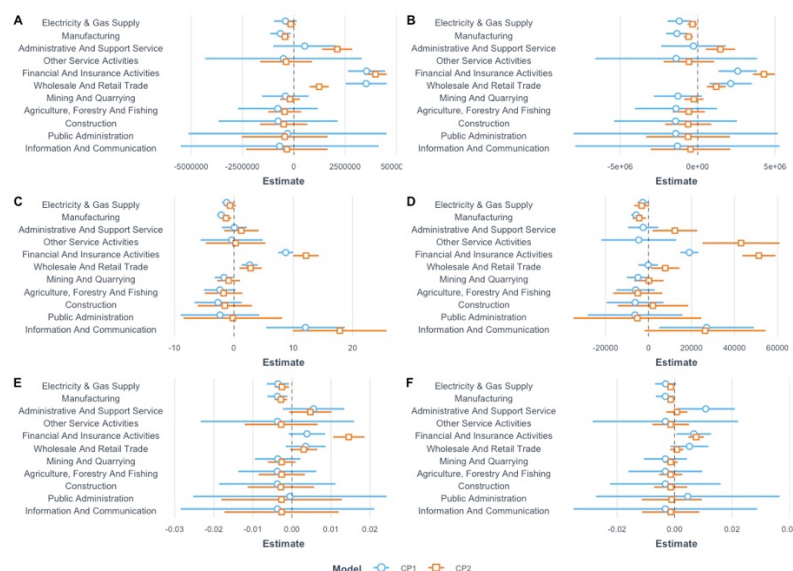 A
Electricity & Gas Supply
Manufacturing
Administrative And Support Service
Other Service Activities
Financial And Insurance Activities
Wholesale And Retail Trade
Mining And Quarrying
Agriculture, Forestry And Fishing
Construction
Public Administration
Information And Communication
-5000000 -2500000 0 2500000 50000
Estimate
B
Electricity & Gas Supply
Manufacturing
Administrative And Support Service
Other Service Activities
Financial And Insurance Activities
Wholesale And Retail Trade
Mining And Quarrying
Agriculture, Forestry And Fishing
Construction
Public Administration
Information And Communication
-5e+06 0e+00 5e+06
Estimate
C
Electricity & Gas Supply
Manufacturing
Administrative And Support Service
Other Service Activities
Financial And Insurance Activities
Wholesale And Retail Trade
Mining And Quarrying
Agriculture, Forestry And Fishing
Construction
Public Administration
Information And Communication
-10 0 10 20
Estimate
D
Electricity & Gas Supply
Manufacturing
Administrative And Support Service
Other Service Activities
Financial And Insurance Activities
Wholesale And Retail Trade
Mining And Quarrying
Agriculture, Forestry And Fishing
Construction
Public Administration
Information And Communication
-20000 0 20000 40000 60000
Estimate
E
Electricity & Gas Supply
Manufacturing
Administrative And Support Service
Other Service Activities
Financial And Insurance Activities
Wholesale And Retail Trade
Mining And Quarrying
Agriculture, Forestry And Fishing
Construction
Public Administration
Information And Communication
-0.03 -0.02 -0.01 0.00 0.01 0.02
Estimate
F
Electricity & Gas Supply
Manufacturing
Administrative And Support Service
Other Service Activities
Financial And Insurance Activities
Wholesale And Retail Trade
Mining And Quarrying
Agriculture, Forestry And Fishing
Construction
Public Administration
Information And Communication
-0.02 0.00 0.02 0.0
Estimate
Model CP1 CP2